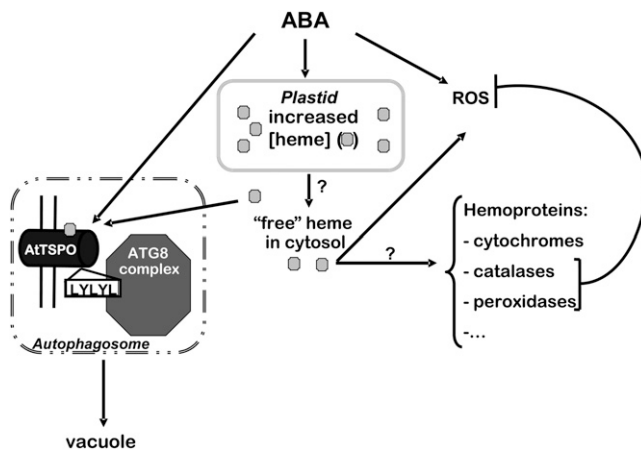 ABA
Plastid
increased
[heme] ( )
ROS
?
"free" heme
in cytosol
?
Hemoproteins:
- cytochromes
- catalases
- peroxidases
-...
AtTSPO
ATG8
complex
LYLYL
Autophagosome
vacuole